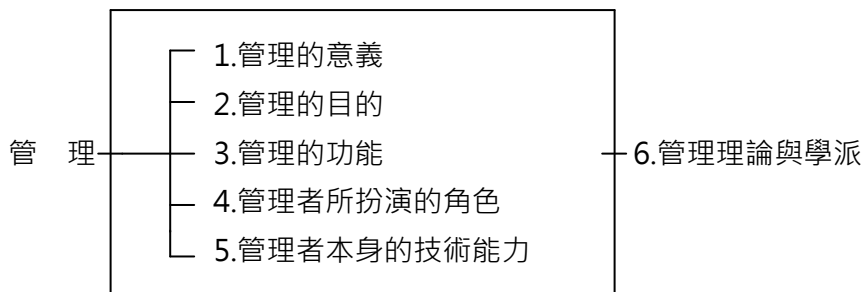 1.管理的意義
2.管理的目的
管　理
3.管理的功能
6.管理理論與學派
4.管理者所扮演的角色
5.管理者本身的技術能力